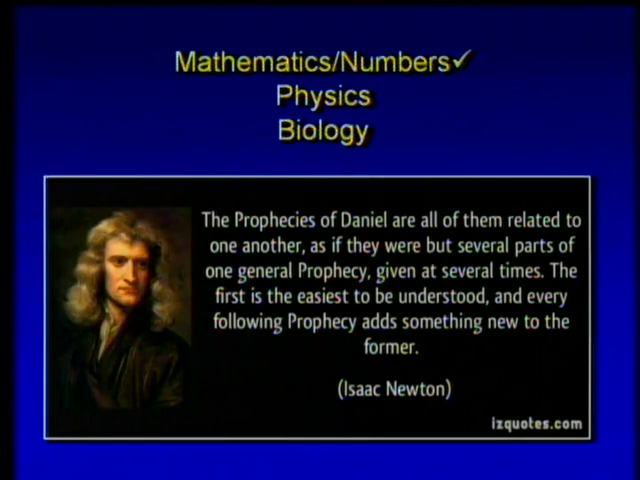 Mathematics/Numbers✓
Physics
Biology
The Prophecies of Daniel are all of them related to
one another, as if they were but several parts of
one general Prophecy, given at several times. The
first is the easiest to be understood, and every
following Prophecy adds something new to the
former.
(Isaac Newton)
izquotes.com